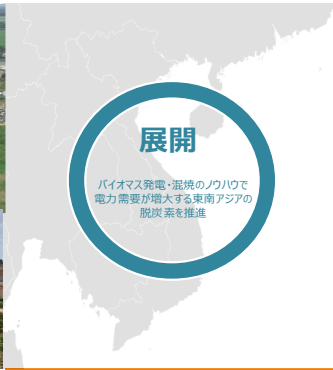 展開
バイオマス発電・混焼のノウハウで
電力需要が増大する東南アジアの
脱炭素を推進